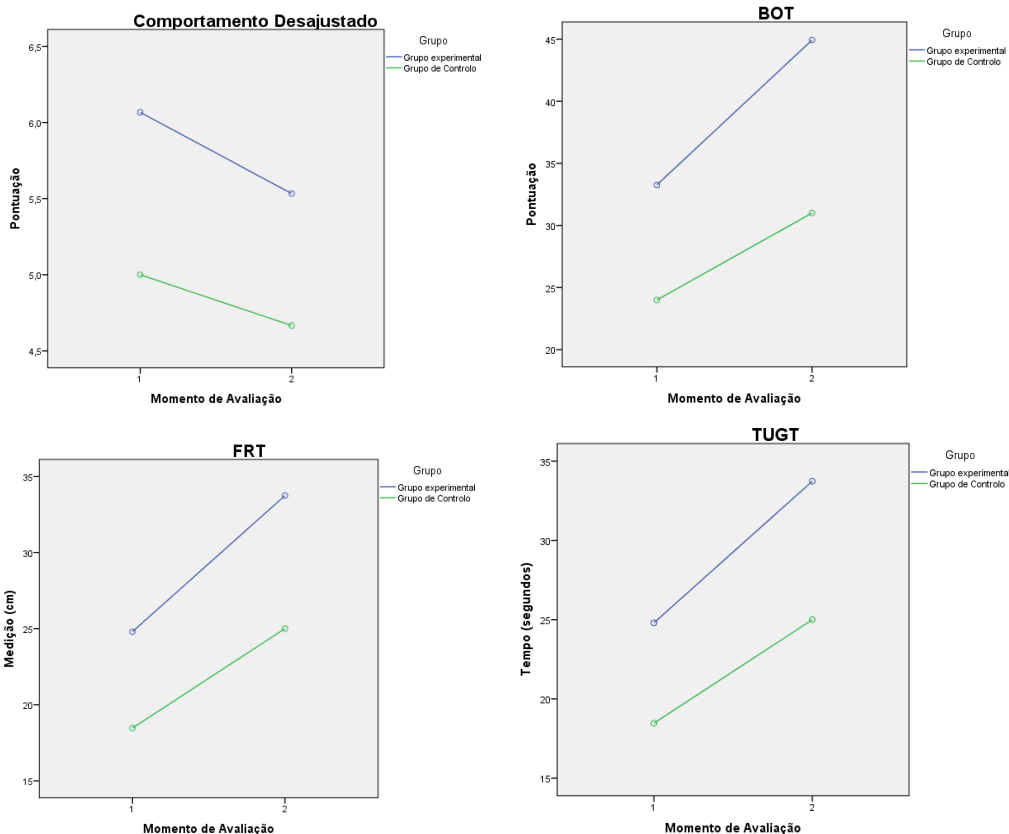 Comportamento Desajustado
Grupo
Grupo experimental
Grupo de Controlo
Pontuação
6,5
6,0
5,5
5,0
4,5
1 2
Momento de Avaliação
BOT
Grupo
Grupo experimental
Grupo de Controlo
Pontuação
45
40
35
30
25
20
1 2
Momento de Avaliação
FRT
Grupo
Grupo experimental
Grupo de Controlo
Medição (cm)
35
30
25
20
15
1 2
Momento de Avaliação
TUGT
Grupo
Grupo experimental
Grupo de Controlo
Tempo (segundos)
35
30
25
20
15
1 2
Momento de Avaliação